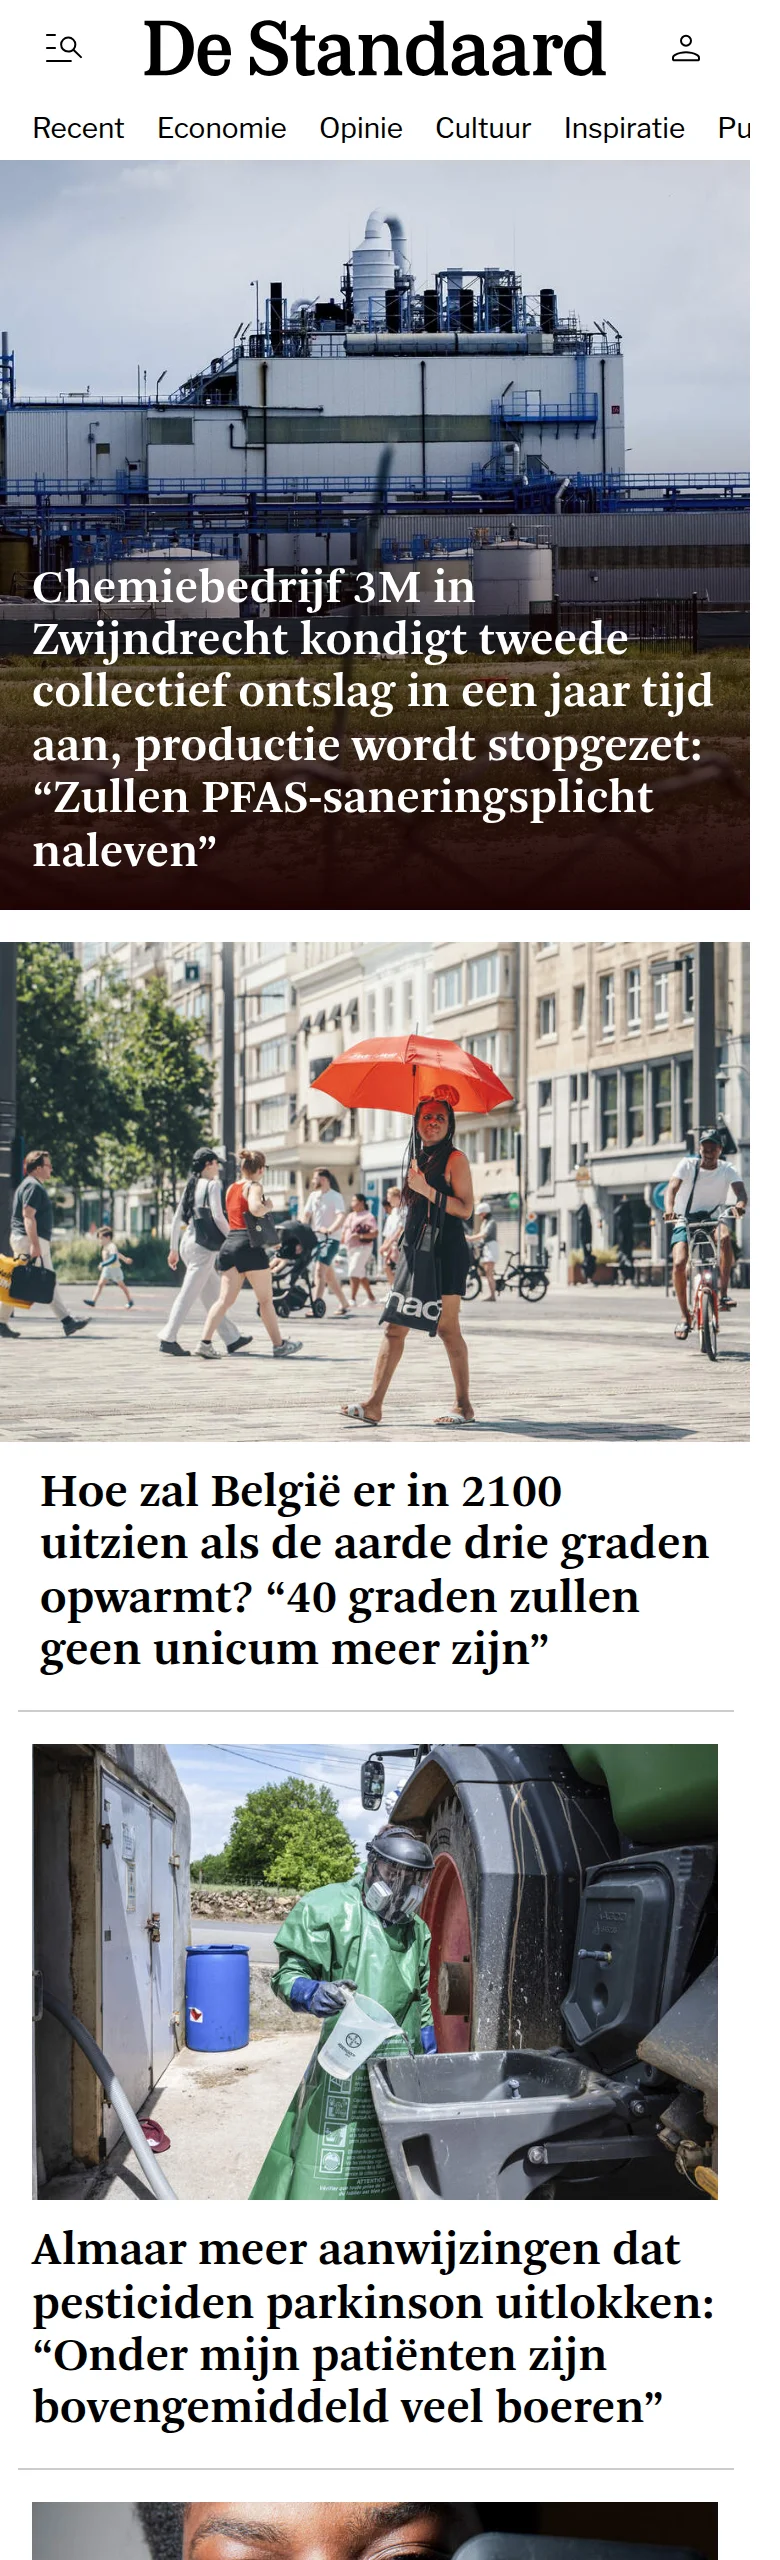 De Standaard
Recent Economie Opinie Cultuur Inspiratie Pu
Chemiebedrijf 3M in
Zwijndrecht kondigt tweede
collectief ontslag in een jaar tijd
aan, productie wordt stopgezet:
“Zullen PFAS-saneringsplicht
naleven”
fnac
Hoe zal België er in 2100
uitzien als de aarde drie graden
opwarmt? “40 graden zullen
geen unicum meer zijn”
ATTENTION
Almaar meer aanwijzingen dat
pesticiden parkinson uitlokken:
“Onder mijn patiënten zijn
bovengemiddeld veel boeren”